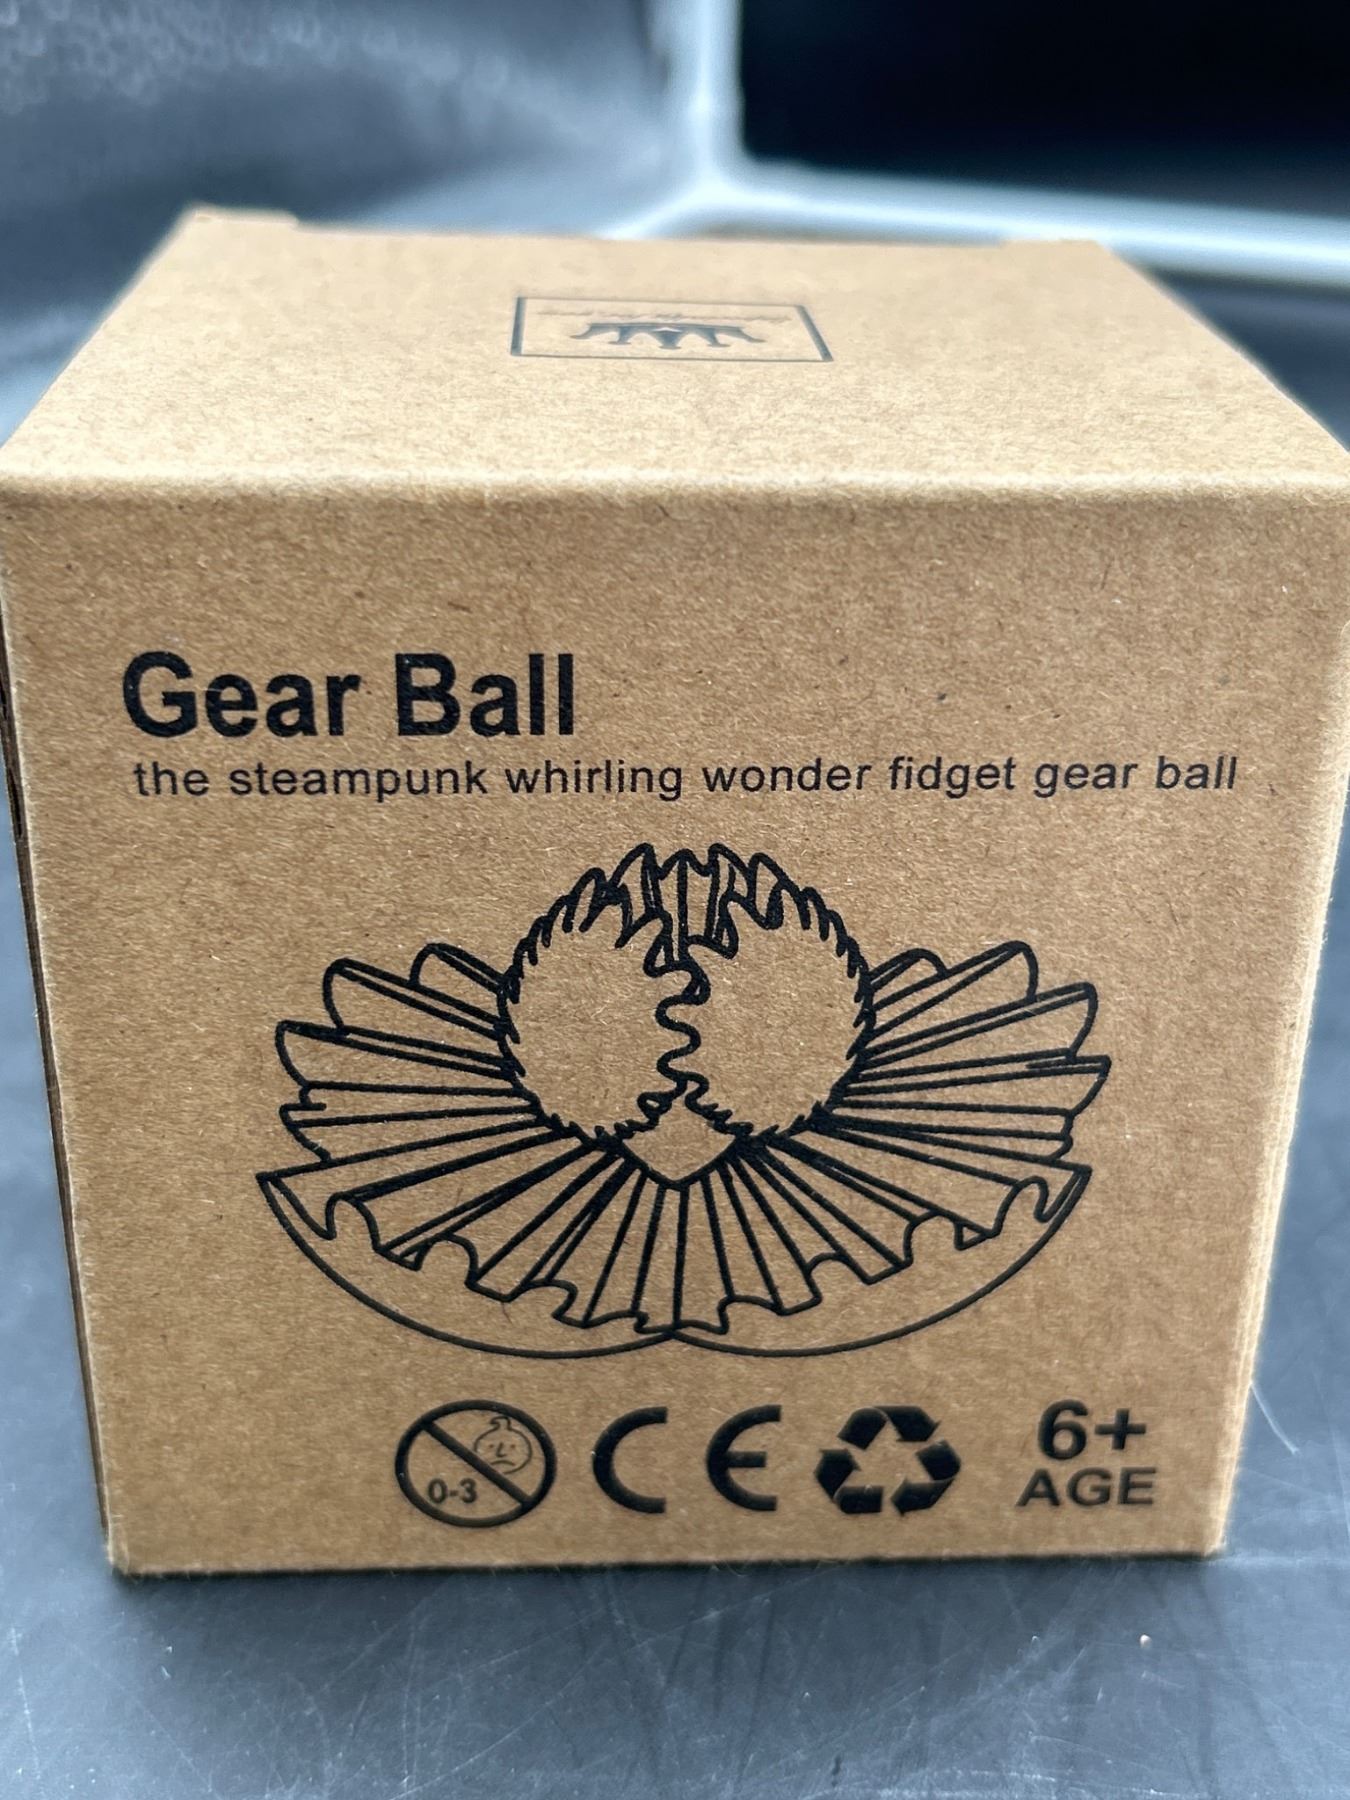 Gear Ball
the steampunk whirling wonder fidget gear ball
0-3
CE
6+
AGE